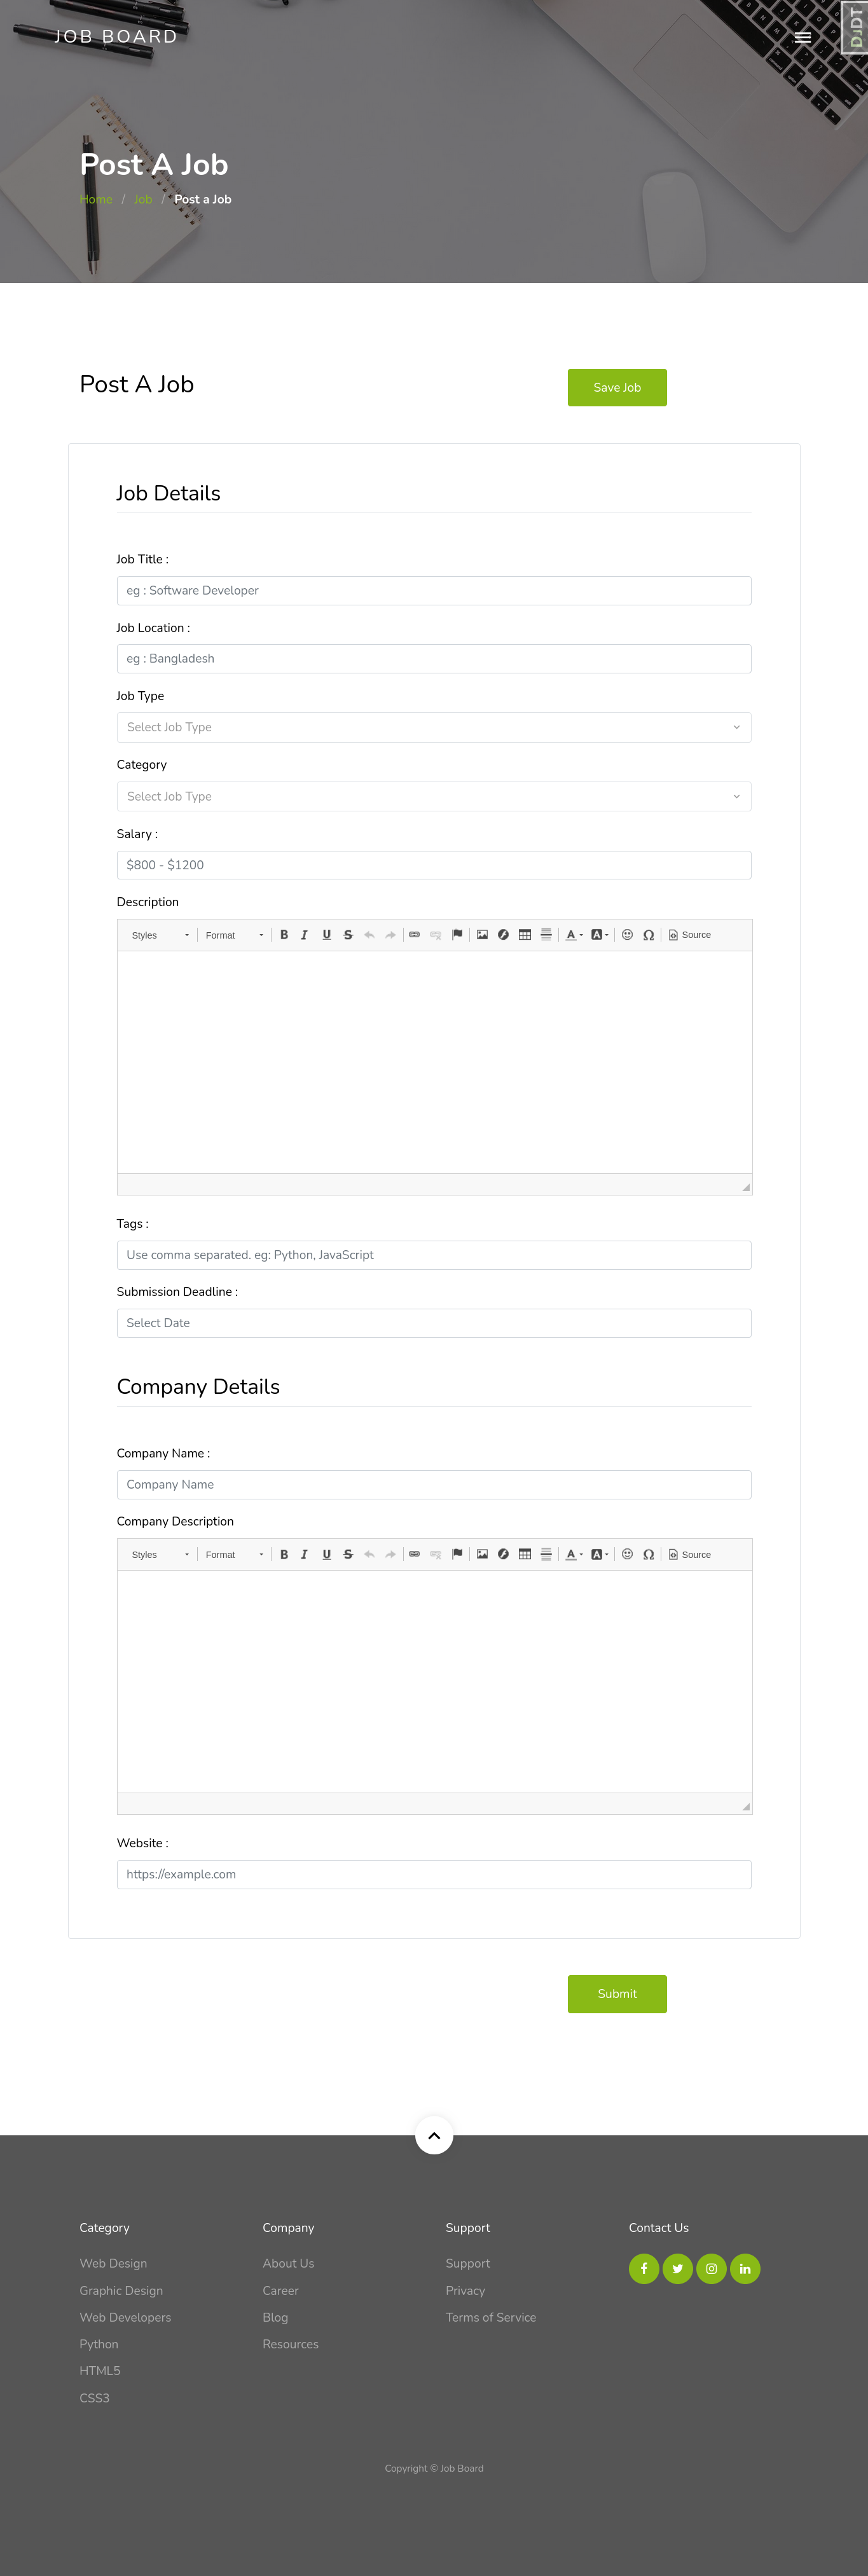 JOB BOARD
DJDT
Post A Job
Home / Job / Post a Job
Post A Job
Save Job
Job Details
Job Title :
eg : Software Developer
Job Location :
eg : Bangladesh
Job Type
Select Job Type
Category
Select Job Type
Salary :
$800 - $1200
Description
Styles Format B I U S A A Ω Source
Tags :
Use comma separated. eg: Python, JavaScript
Submission Deadline :
Select Date
Company Details
Company Name :
Company Name
Company Description
Styles Format B I U S A A Ω Source
Website :
https://example.com
Submit
Category
Web Design
Graphic Design
Web Developers
Python
HTML5
CSS3
Company
About Us
Career
Blog
Resources
Support
Support
Privacy
Terms of Service
Contact Us
Copyright © Job Board